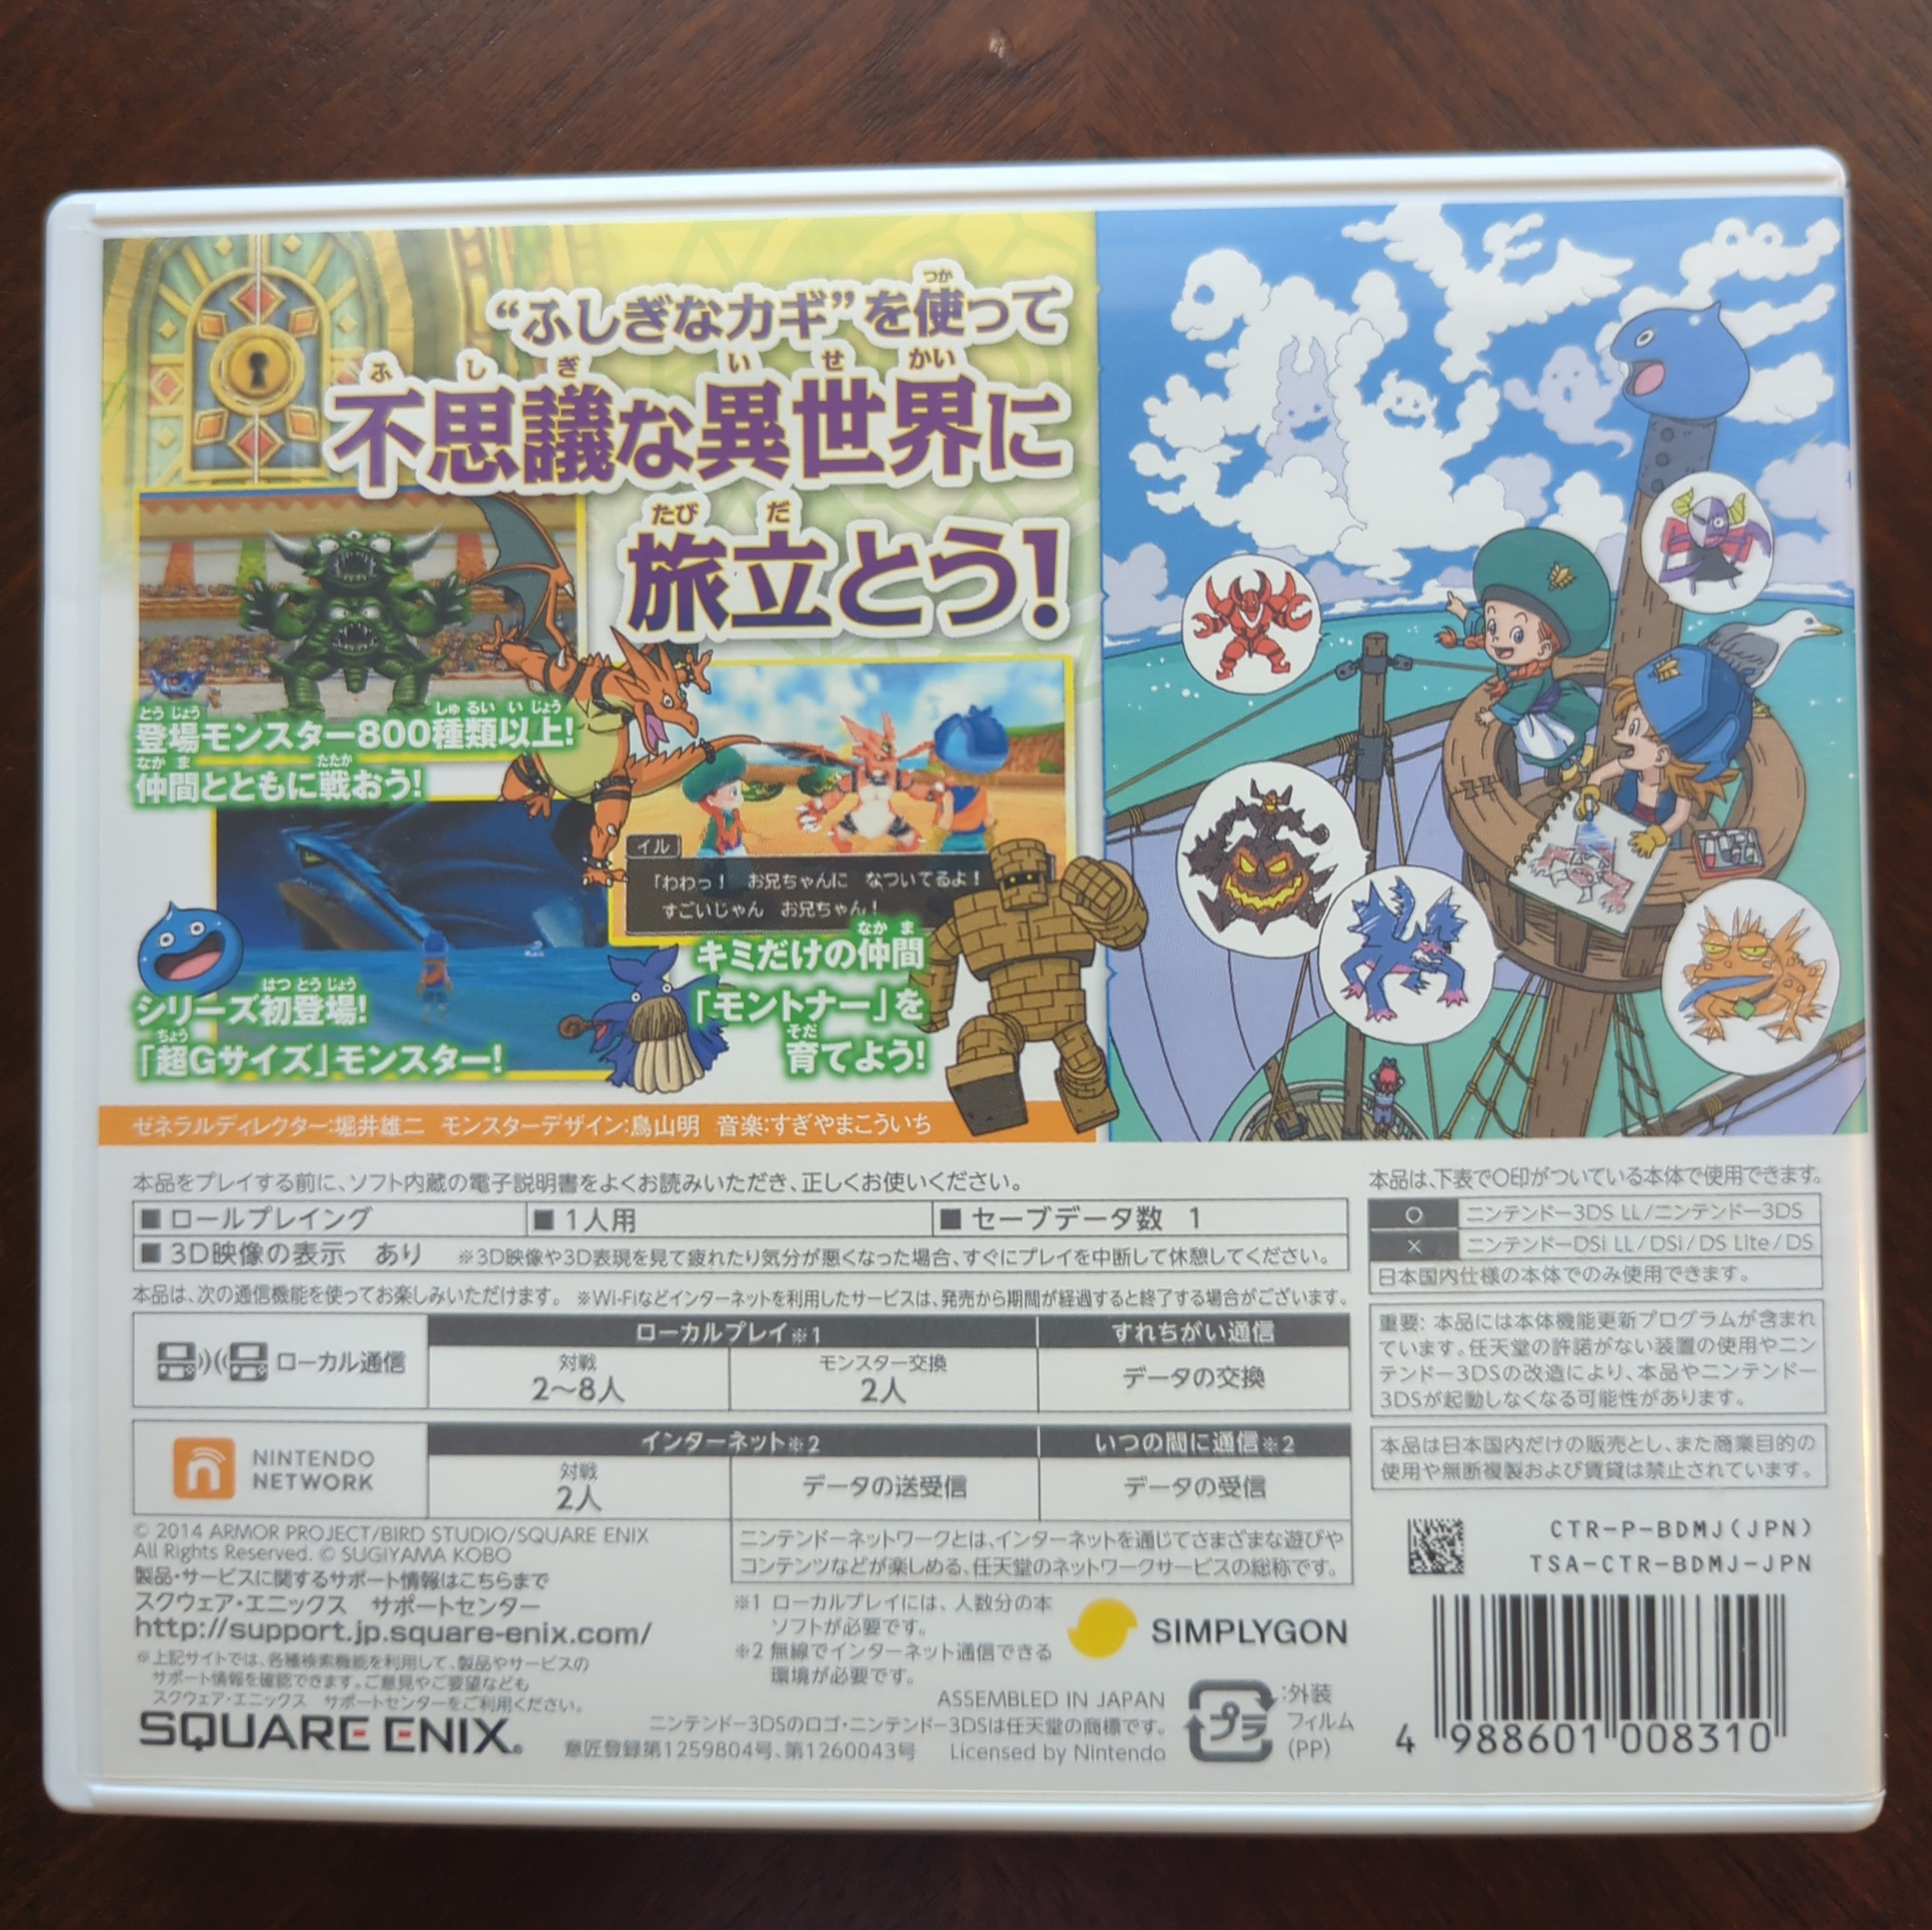 “ふしぎなカギ”を使って
不思議な異世界に
旅立とう!
登場モンスター800種類以上!
仲間とともに戦おう!
イル
「わわっ! お兄ちゃんに なついてるよ!
すごいじゃん お兄ちゃん!
シリーズ初登場!
「超Gサイズ」モンスター!
キミだけの仲間
「モントナー」を
育てよう!
ゼネラルディレクター:堀井雄二 モンスターデザイン:鳥山明 音楽:すぎやまこういち
本品をプレイする前に、ソフト内蔵の電子説明書をよくお読みいただき、正しくお使いください。
■ ロールプレイング ■ 1人用 ■ セーブデータ数 1
■ 3D映像の表示 あり ※3D映像や3D表現を見て疲れたり気分が悪くなった場合、すぐにプレイを中断して休憩してください。
本品は、次の通信機能を使ってお楽しみいただけます。 ※Wi-Fiなどインターネットを利用したサービスは、発売から期間が経過すると終了する場合がございます。
ローカル通信
ローカルプレイ※1 すれちがい通信
対戦 モンスター交換 データの交換
2〜8人 2人
NINTENDO
NETWORK
インターネット※2 いつの間に通信※2
対戦 データの送受信 データの受信
2人
ニンテンドーネットワークとは、インターネットを通じてさまざまな遊びや
コンテンツなどが楽しめる、任天堂のネットワークサービスの総称です。
© 2014 ARMOR PROJECT/BIRD STUDIO/SQUARE ENIX
All Rights Reserved. © SUGIYAMA KOBO
製品・サービスに関するサポート情報はこちらまで
スクウェア・エニックス サポートセンター
http://support.jp.square-enix.com/
※上記サイトでは、各種検索機能を利用して、製品やサービスの
サポート情報を確認できます。ご意見やご要望なども
スクウェア・エニックス サポートセンターをご利用ください。
SQUARE ENIX.
※1 ローカルプレイには、人数分の本
ソフトが必要です。
※2 無線でインターネット通信できる
環境が必要です。
SIMPLYGON
ASSEMBLED IN JAPAN
ニンテンドー3DSのロゴ・ニンテンドー3DSは任天堂の商標です。
意匠登録第1259804号、第1260043号 Licensed by Nintendo
プラ
:外装
フィルム
(PP)
本品は、下表で○印がついている本体で使用できます。
○ ニンテンドー3DS LL/ニンテンドー3DS
× ニンテンドーDSi LL/DSi/DS Lite/DS
日本国内仕様の本体でのみ使用できます。
重要: 本品には本体機能更新プログラムが含まれ
ています。任天堂の許諾がない装置の使用やニン
テンドー3DSの改造により、本品やニンテンドー
3DSが起動しなくなる可能性があります。
本品は日本国内だけの販売とし、また商業目的の
使用や無断複製および賃貸は禁止されています。
CTR-P-BDMJ(JPN)
TSA-CTR-BDMJ-JPN
4 988601 008310